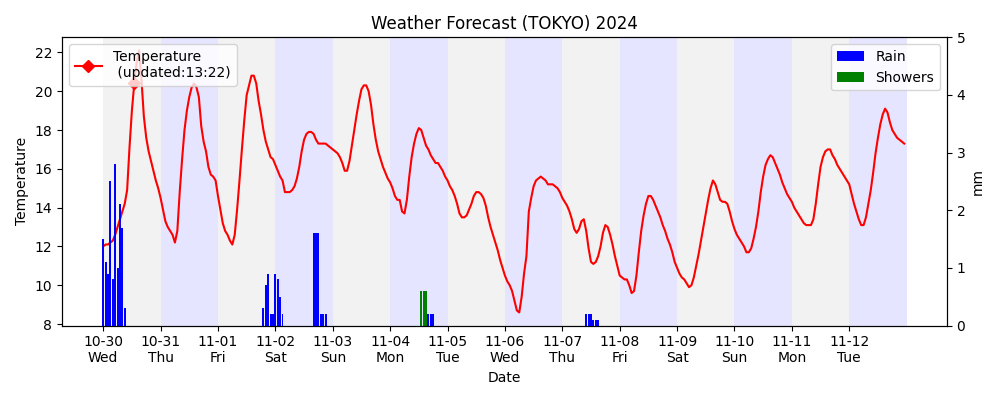 Weather Forecast (TOKYO) 2024
Temperature
(updated:13:22)
Rain
Showers
Temperature
22
20
18
16
14
12
10
8
5
4
3
2
1
0
mm
10-30 10-31 11-01 11-02 11-03 11-04 11-05 11-06 11-07 11-08 11-09 11-10 11-11 11-12
Wed Thu Fri Sat Sun Mon Tue Wed Thu Fri Sat Sun Mon Tue
Date